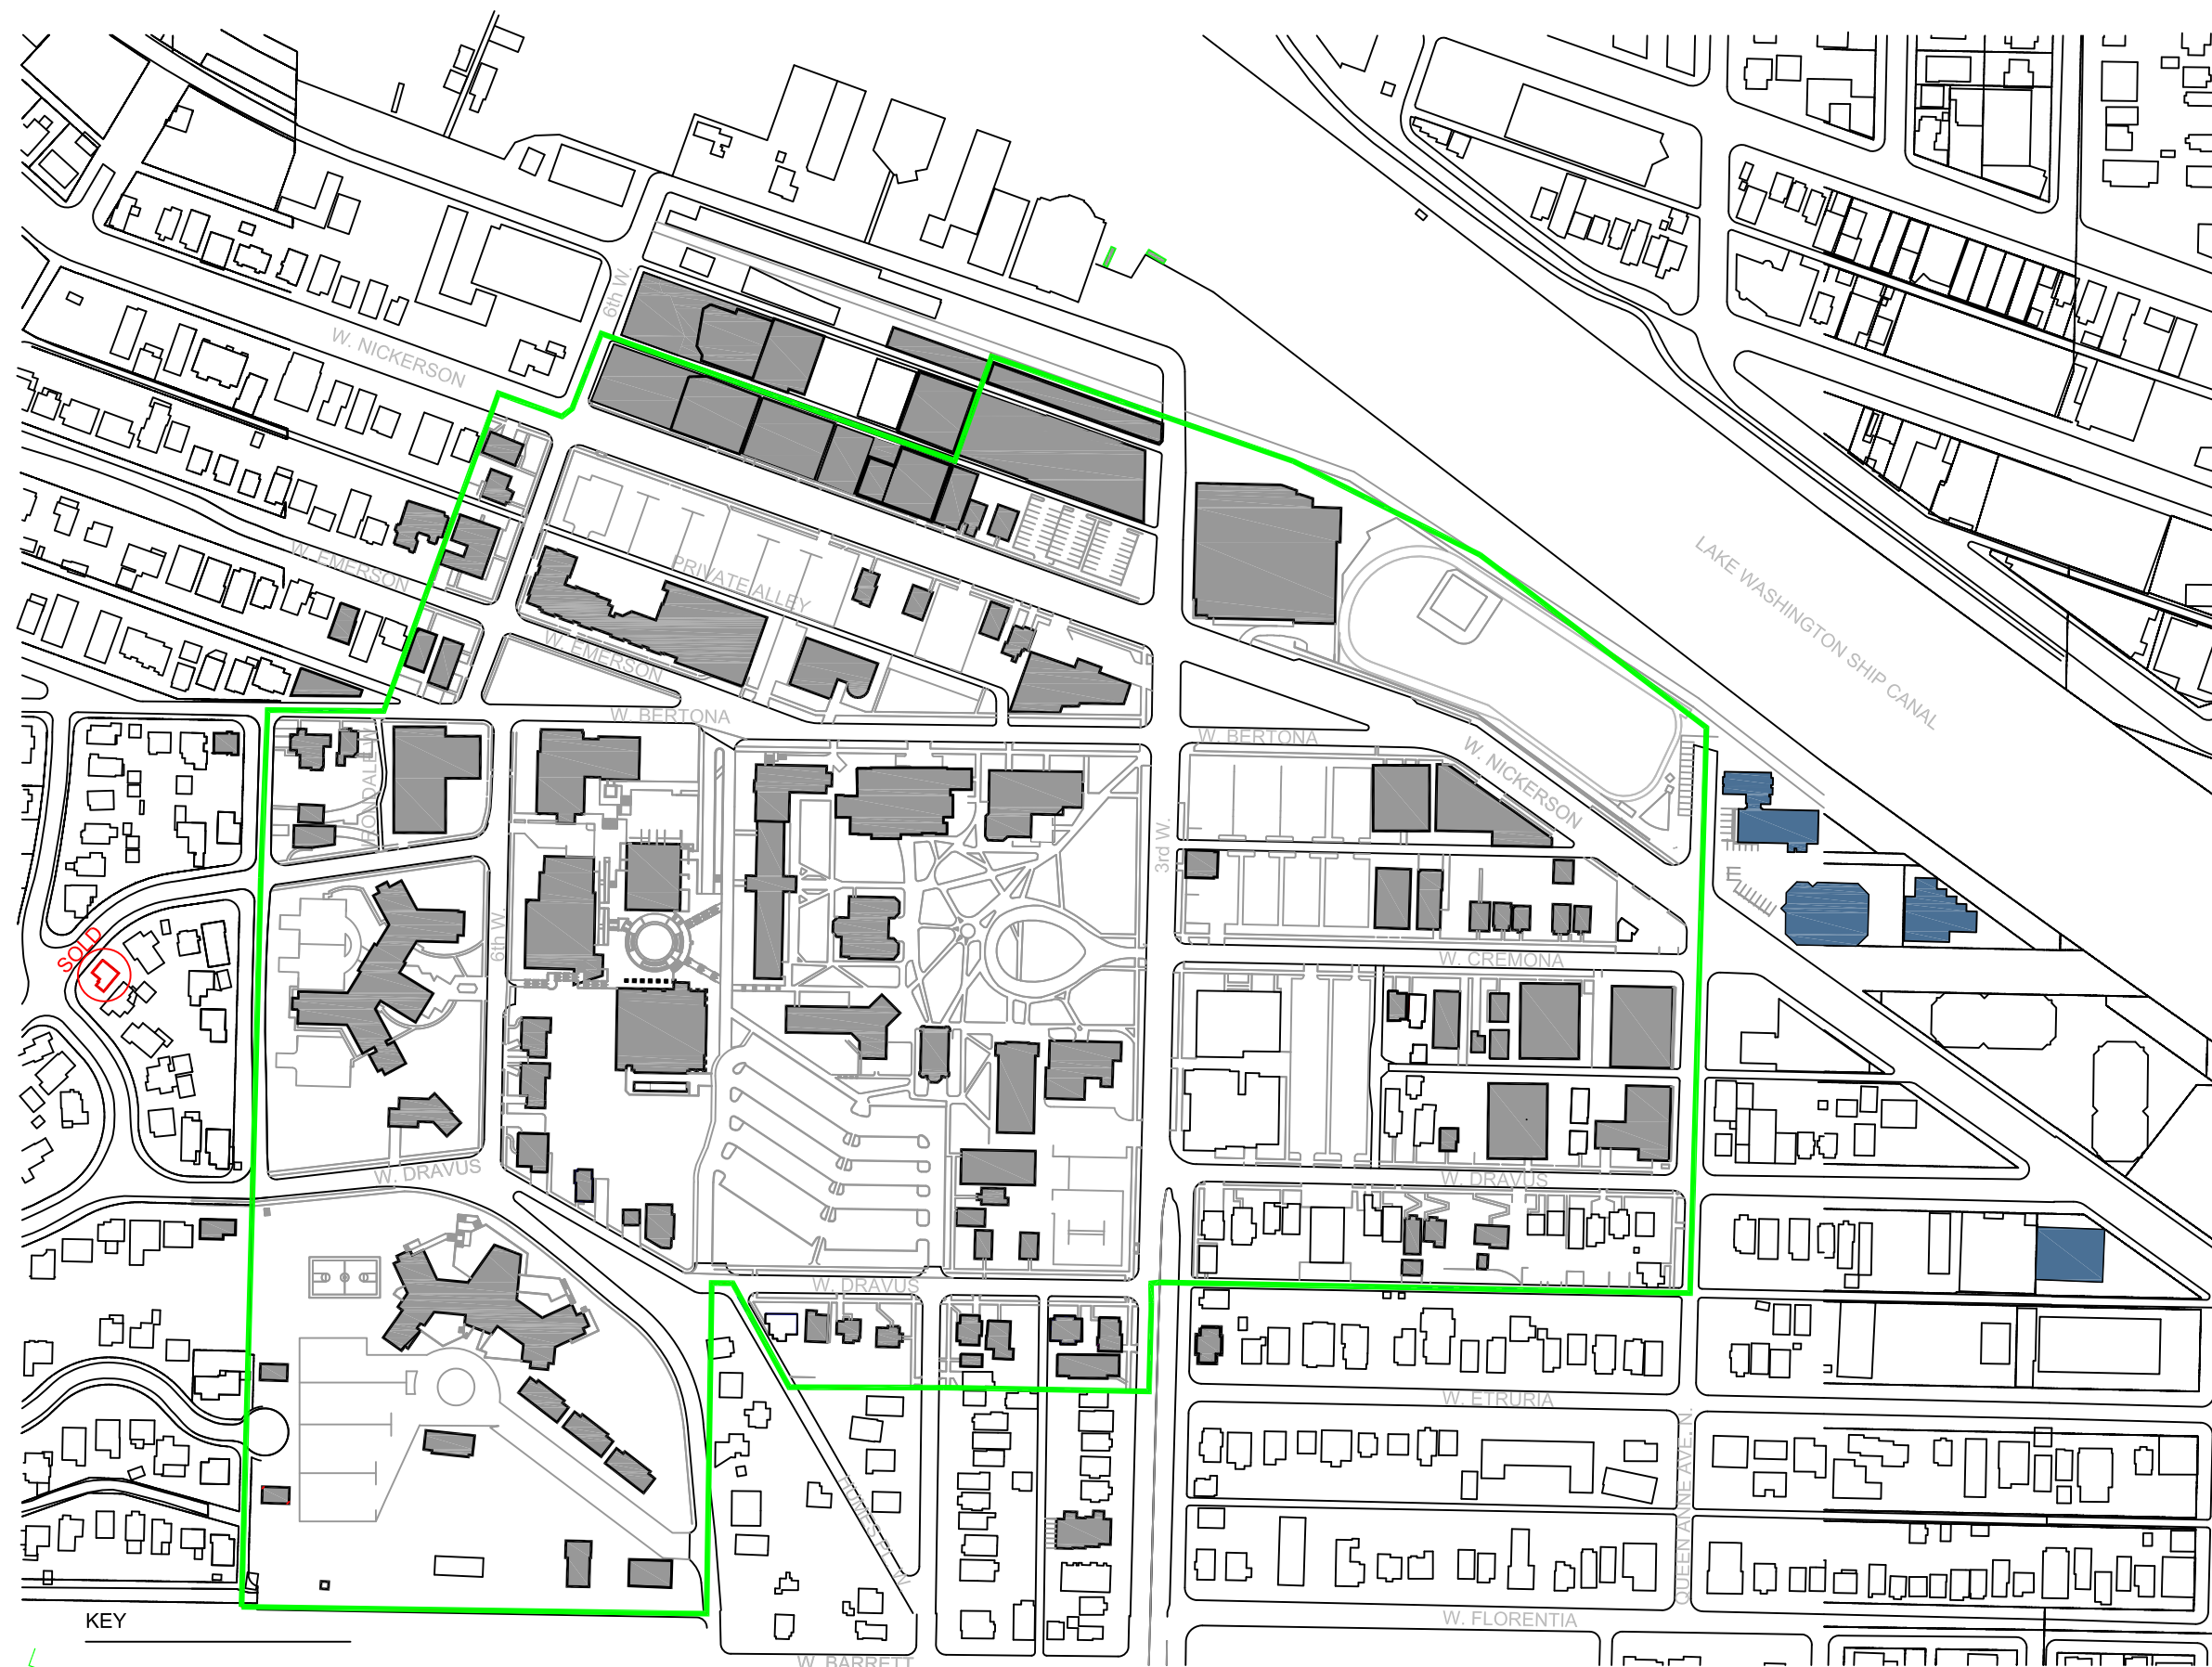 6th W.
W. NICKERSON
LAKE WASHINGTON SHIP CANAL
W. EMERSON
PRIVATE ALLEY
W. EMERSON
W. BERTONA
W. BERTONA
W. NICKERSON
3rd W.
6th W.
SOLD
E
W. CREMONA
W. DRAVUS
W. DRAVUS
W. DRAVUS
W. ETRURIA
QUEEN ANNE AVE. N.
W. FLORENTIA
KEY
W. BARRETT